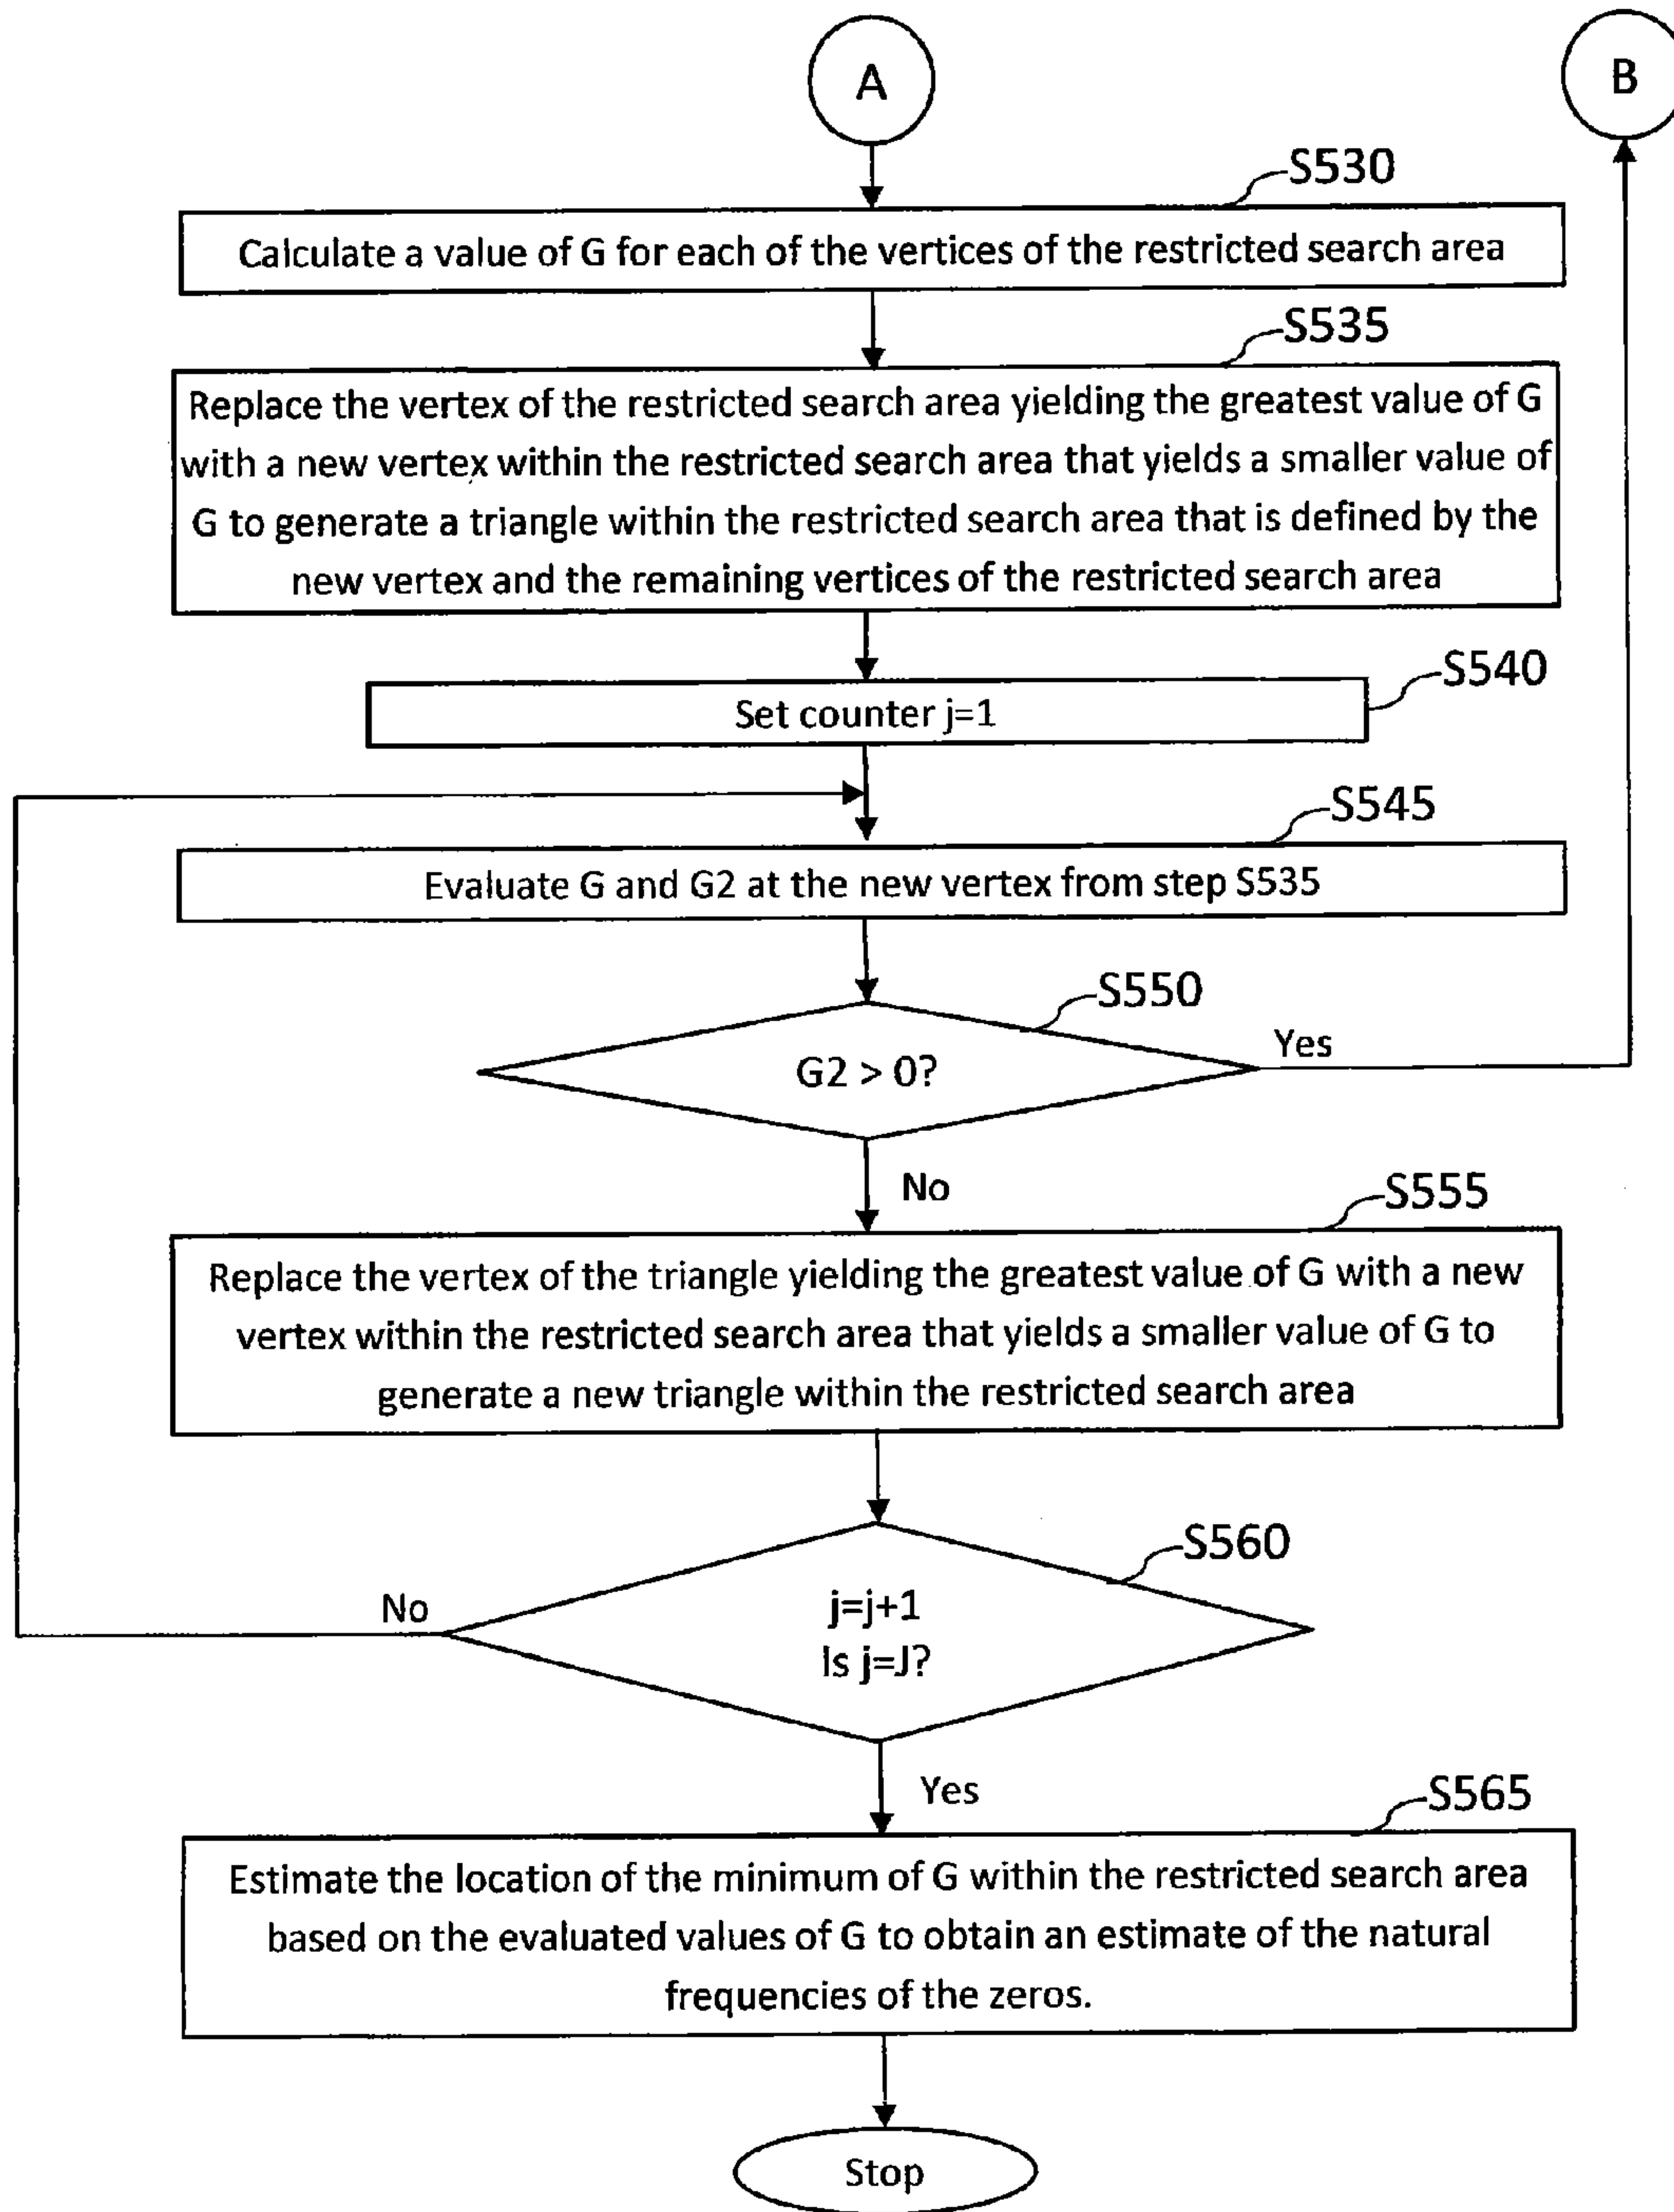 A
B
S530
Calculate a value of G for each of the vertices of the restricted search area
S535
Replace the vertex of the restricted search area yielding the greatest value of G
with a new vertex within the restricted search area that yields a smaller value of
G to generate a triangle within the restricted search area that is defined by the
new vertex and the remaining vertices of the restricted search area
S540
Set counter j=1
S545
Evaluate G and G2 at the new vertex from step S535
S550
G2 > 0?
Yes
No
S555
Replace the vertex of the triangle yielding the greatest value of G with a new
vertex within the restricted search area that yields a smaller value of G to
generate a new triangle within the restricted search area
S560
No
j=j+1
Is j=J?
Yes
S565
Estimate the location of the minimum of G within the restricted search area
based on the evaluated values of G to obtain an estimate of the natural
frequencies of the zeros.
Stop